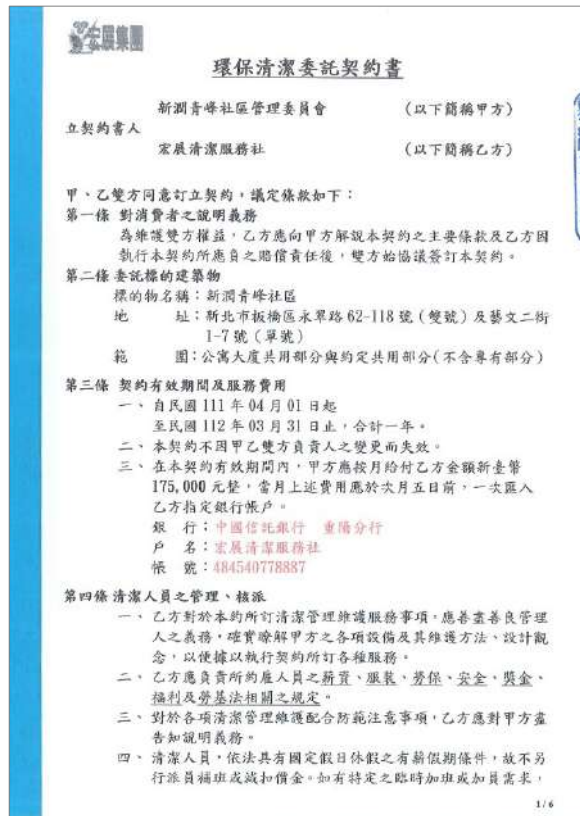 宏展集團
環保清潔委託契約書
新潤青峰社區管理委員會 (以下簡稱甲方)
立契約書人
宏展清潔服務社 (以下簡稱乙方)
甲、乙雙方同意訂立契約，議定條款如下：
第一條 對消費者之說明義務
為維護雙方權益，乙方應向甲方解說本契約之主要條款及乙方因
執行本契約所應負之賠償責任後，雙方始協議簽訂本契約。
第二條 委託標的建築物
標的物名稱：新潤青峰社區
地 址：新北市板橋區永翠路 62-118 號(雙號)及藝文二街
1-7 號(單號)
範 圍：公寓大廈共用部分與約定共用部分(不含專有部分)
第三條 契約有效期間及服務費用
一、自民國 111 年 04 月 01 日起
至民國 112 年 03 月 31 日止，合計一年。
二、本契約不因甲乙雙方負責人之變更而失效。
三、在本契約有效期間內，甲方應按月給付乙方金額新臺幣
175,000 元整，當月上述費用應於次月五日前，一次匯入
乙方指定銀行帳戶。
銀 行：中國信託銀行 重陽分行
戶 名：宏展清潔服務社
帳 號：484540778887
第四條 清潔人員之管理、核派
一、乙方對於本約所訂清潔管理維護服務事項，應善盡善良管理
人之義務，確實瞭解甲方之各項設備及其維護方法、設計觀
念，以便據以執行契約所訂各種服務。
二、乙方應負責所約雇人員之薪資、服裝、勞保、安全、獎金、
福利及勞基法相關之規定。
三、對於各項清潔管理維護配合防範注意事項，乙方應對甲方盡
告知說明義務。
四、清潔人員，依法具有國定假日休假之有薪假期條件，故不另
行派員補班或減扣價金。如有特定之臨時加班或加員需求，
1/6